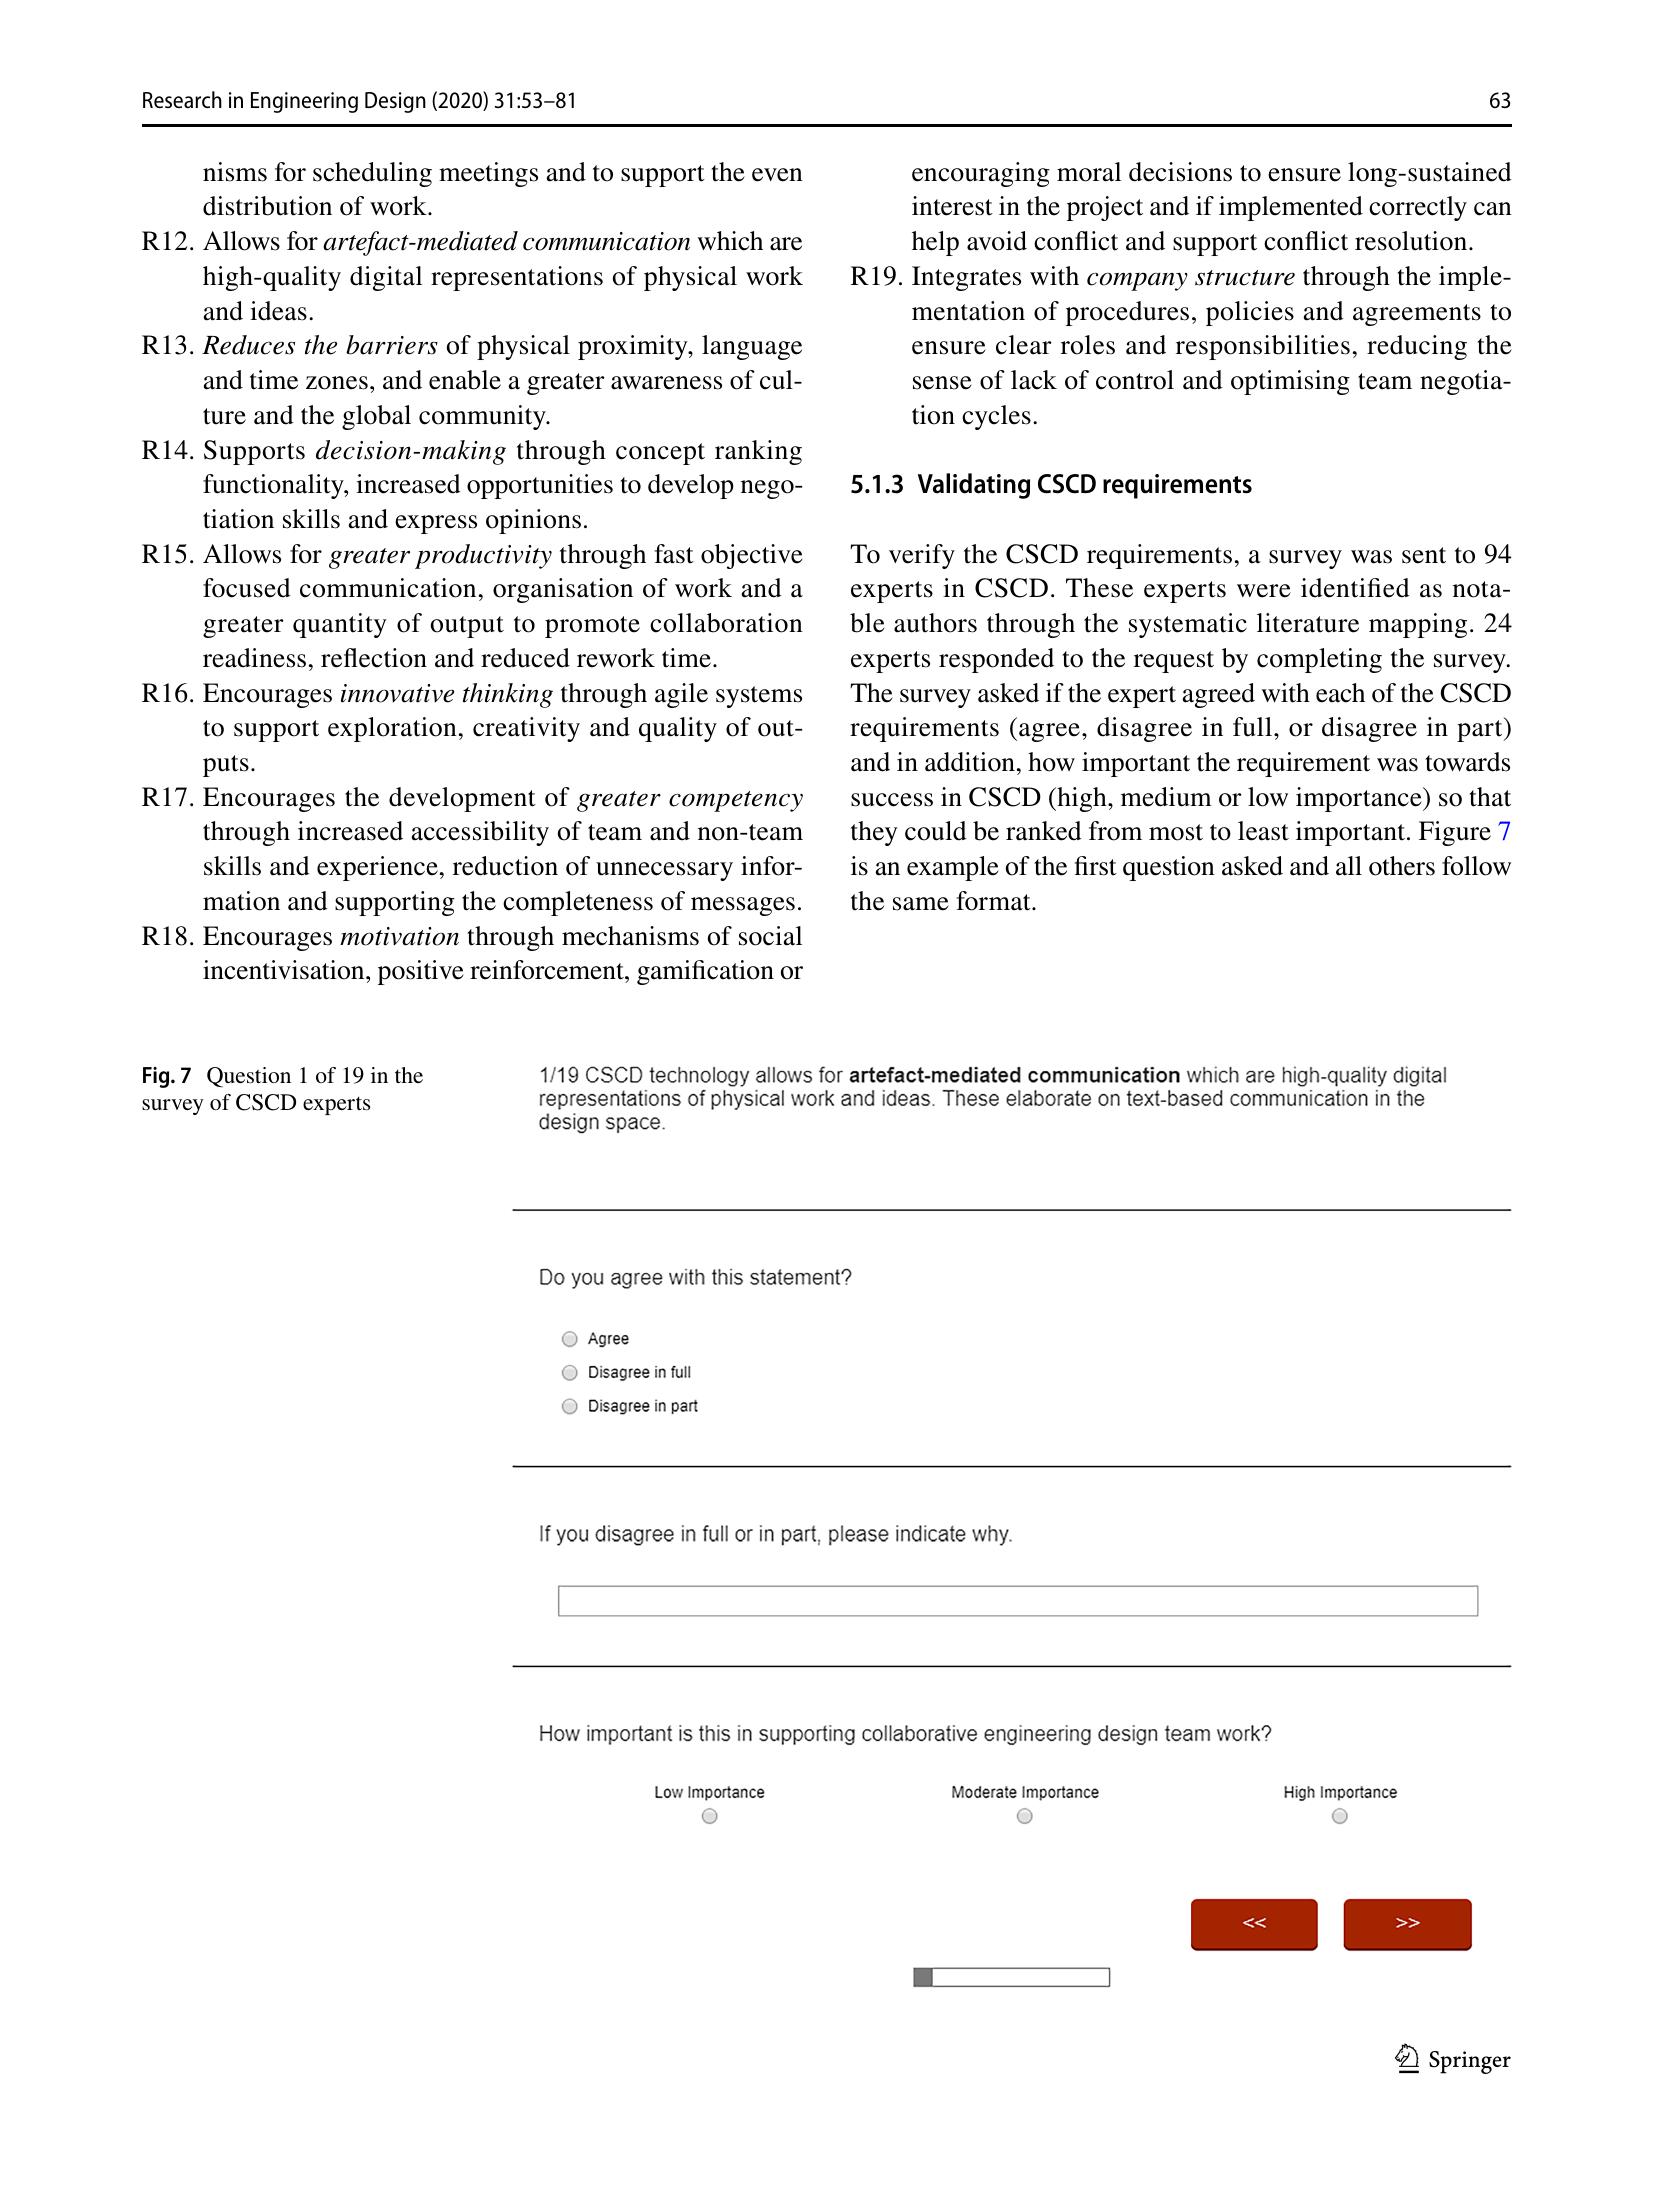 Research in Engineering Design (2020) 31:53–81
63
nisms for scheduling meetings and to support the even
distribution of work.
R12. Allows for artefact-mediated communication which are
high-quality digital representations of physical work
and ideas.
R13. Reduces the barriers of physical proximity, language
and time zones, and enable a greater awareness of cul-
ture and the global community.
R14. Supports decision-making through concept ranking
functionality, increased opportunities to develop nego-
tiation skills and express opinions.
R15. Allows for greater productivity through fast objective
focused communication, organisation of work and a
greater quantity of output to promote collaboration
readiness, reflection and reduced rework time.
R16. Encourages innovative thinking through agile systems
to support exploration, creativity and quality of out-
puts.
R17. Encourages the development of greater competency
through increased accessibility of team and non-team
skills and experience, reduction of unnecessary infor-
mation and supporting the completeness of messages.
R18. Encourages motivation through mechanisms of social
incentivisation, positive reinforcement, gamification or
encouraging moral decisions to ensure long-sustained
interest in the project and if implemented correctly can
help avoid conflict and support conflict resolution.
R19. Integrates with company structure through the imple-
mentation of procedures, policies and agreements to
ensure clear roles and responsibilities, reducing the
sense of lack of control and optimising team negotia-
tion cycles.
5.1.3 Validating CSCD requirements
To verify the CSCD requirements, a survey was sent to 94
experts in CSCD. These experts were identified as nota-
ble authors through the systematic literature mapping. 24
experts responded to the request by completing the survey.
The survey asked if the expert agreed with each of the CSCD
requirements (agree, disagree in full, or disagree in part)
and in addition, how important the requirement was towards
success in CSCD (high, medium or low importance) so that
they could be ranked from most to least important. Figure 7
is an example of the first question asked and all others follow
the same format.
Fig. 7 Question 1 of 19 in the
survey of CSCD experts
1/19 CSCD technology allows for artefact-mediated communication which are high-quality digital
representations of physical work and ideas. These elaborate on text-based communication in the
design space.
Do you agree with this statement?
Agree
Disagree in full
Disagree in part
If you disagree in full or in part, please indicate why.
How important is this in supporting collaborative engineering design team work?
Low Importance
Moderate Importance
High Importance
<<
>>
Springer